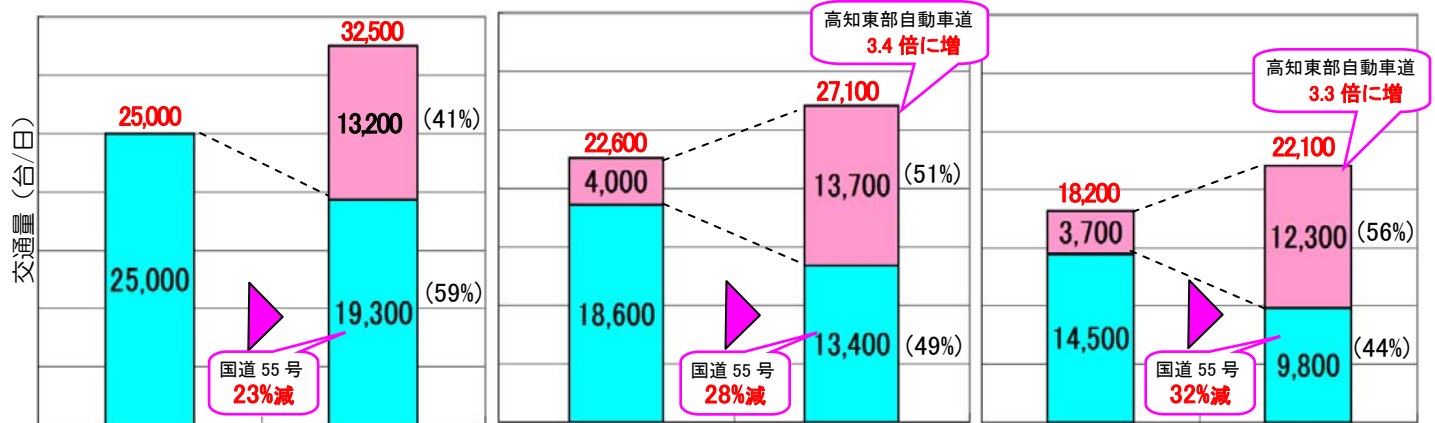 交通量（台/日）
25,000
25,000
32,500
13,200
(41%)
19,300
(59%)
国道 55 号
23%減
22,600
4,000
18,600
高知東部自動車道
3.4 倍に増
27,100
13,700
(51%)
13,400
(49%)
国道 55 号
28%減
18,200
3,700
14,500
高知東部自動車道
3.3 倍に増
22,100
12,300
(56%)
9,800
(44%)
国道 55 号
32%減